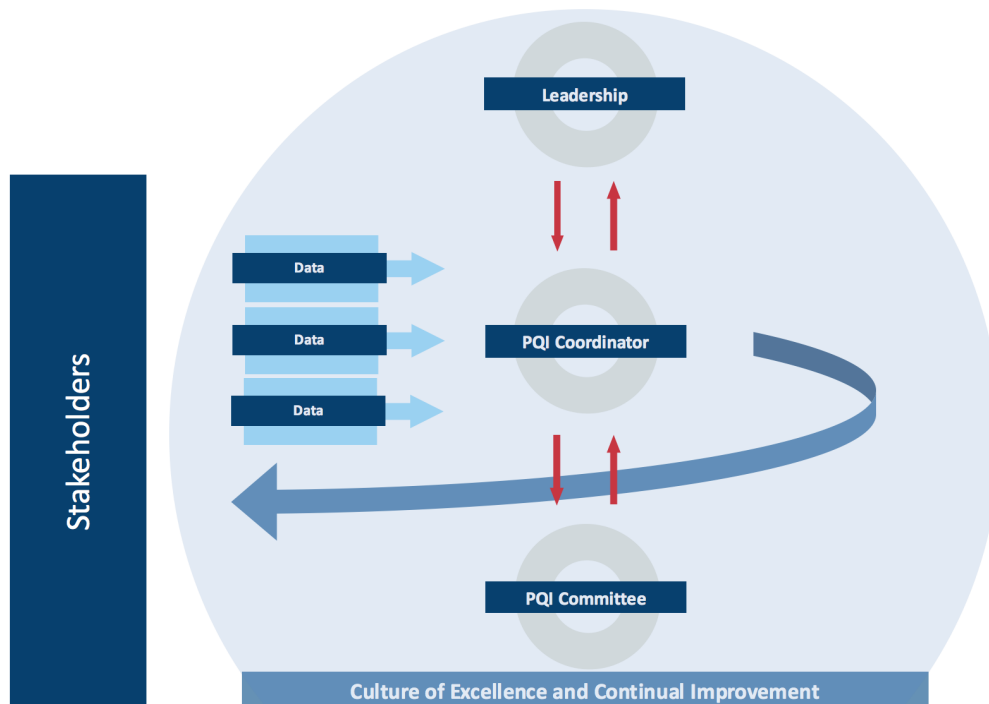 Leadership
Data
Data
PQI Coordinator
Data
Stakeholders
PQI Committee
Culture of Excellence and Continual Improvement